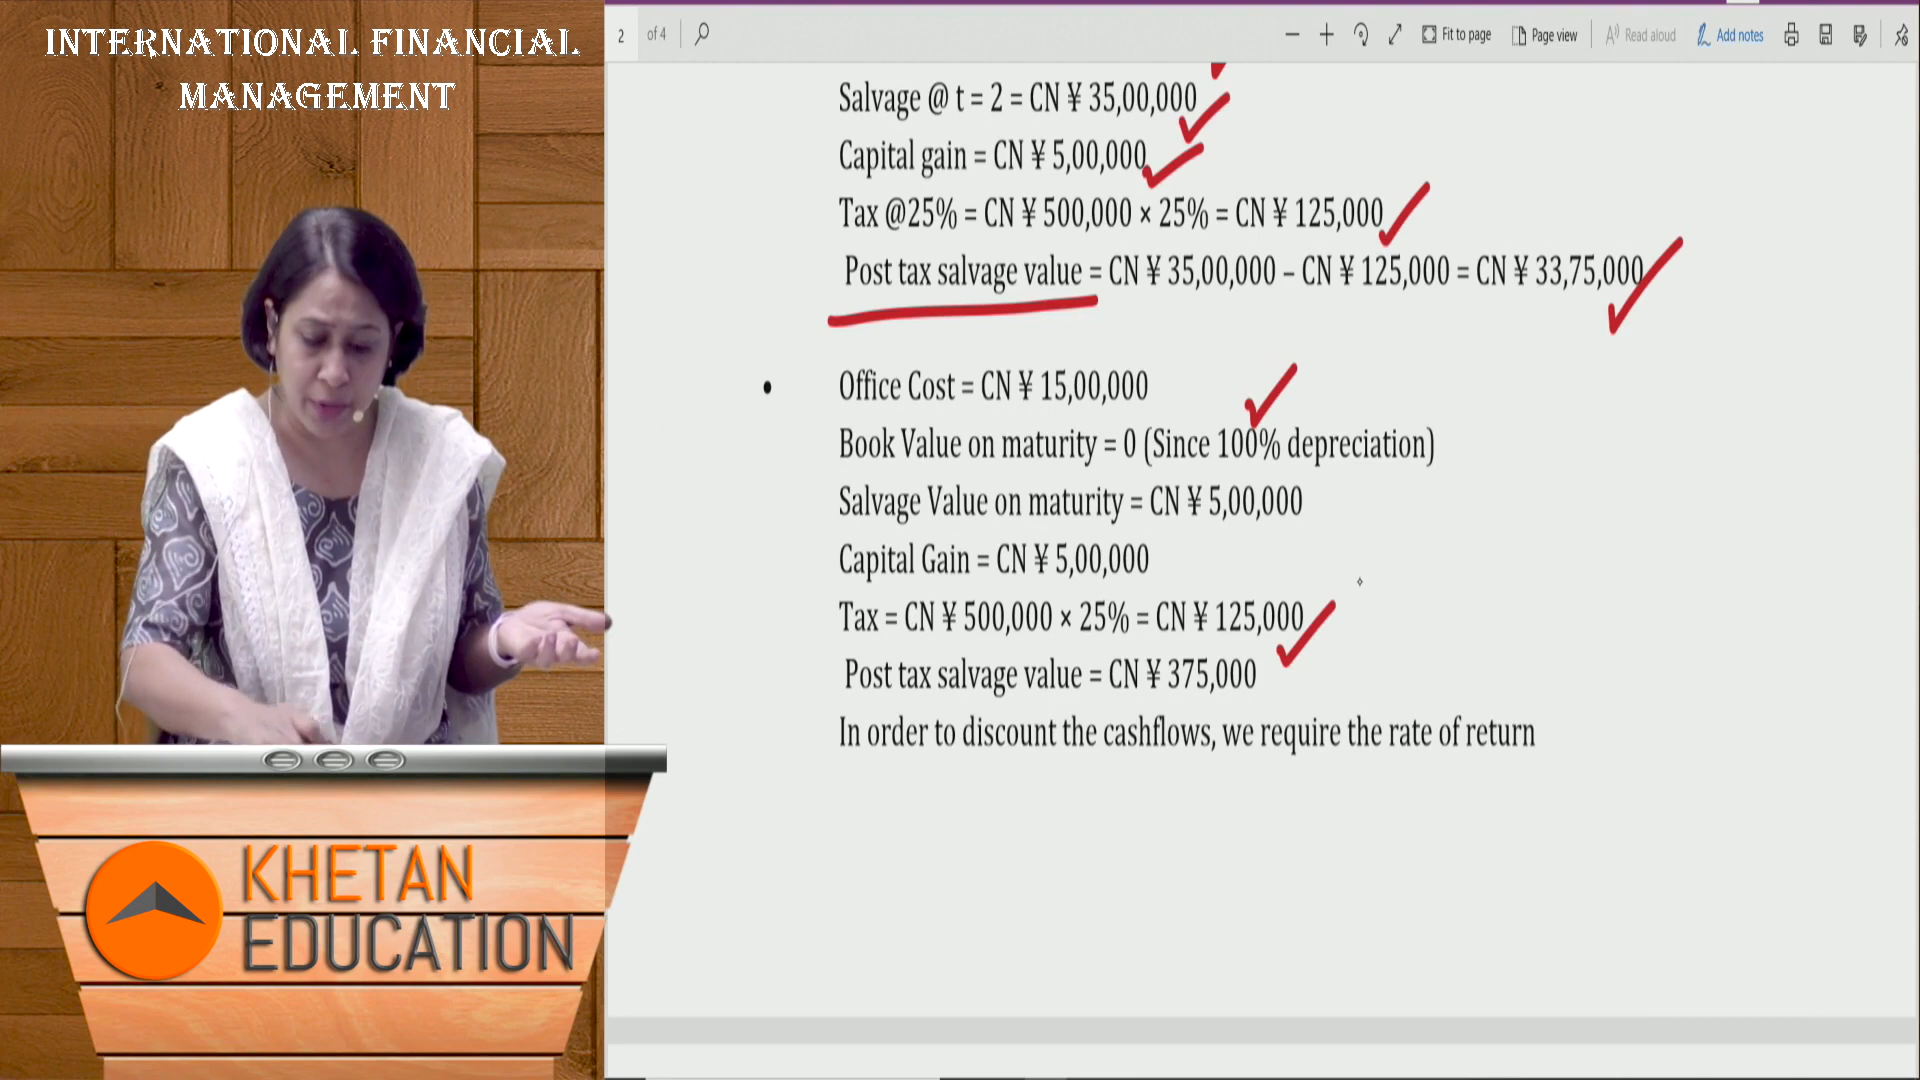 INTERNATIONAL FINANCIAL
MANAGEMENT
2 of 4
Fit to page
Page view
Read aloud
Add notes
Salvage @ t = 2 = CN ¥ 35,00,000
Capital gain = CN ¥ 5,00,000
Tax @25% = CN ¥ 500,000 × 25% = CN ¥ 125,000
Post tax salvage value = CN ¥ 35,00,000 – CN ¥ 125,000 = CN ¥ 33,75,000
• Office Cost = CN ¥ 15,00,000
Book Value on maturity = 0 (Since 100% depreciation)
Salvage Value on maturity = CN ¥ 5,00,000
Capital Gain = CN ¥ 5,00,000
Tax = CN ¥ 500,000 × 25% = CN ¥ 125,000
Post tax salvage value = CN ¥ 375,000
In order to discount the cashflows, we require the rate of return
KHETAN
EDUCATION